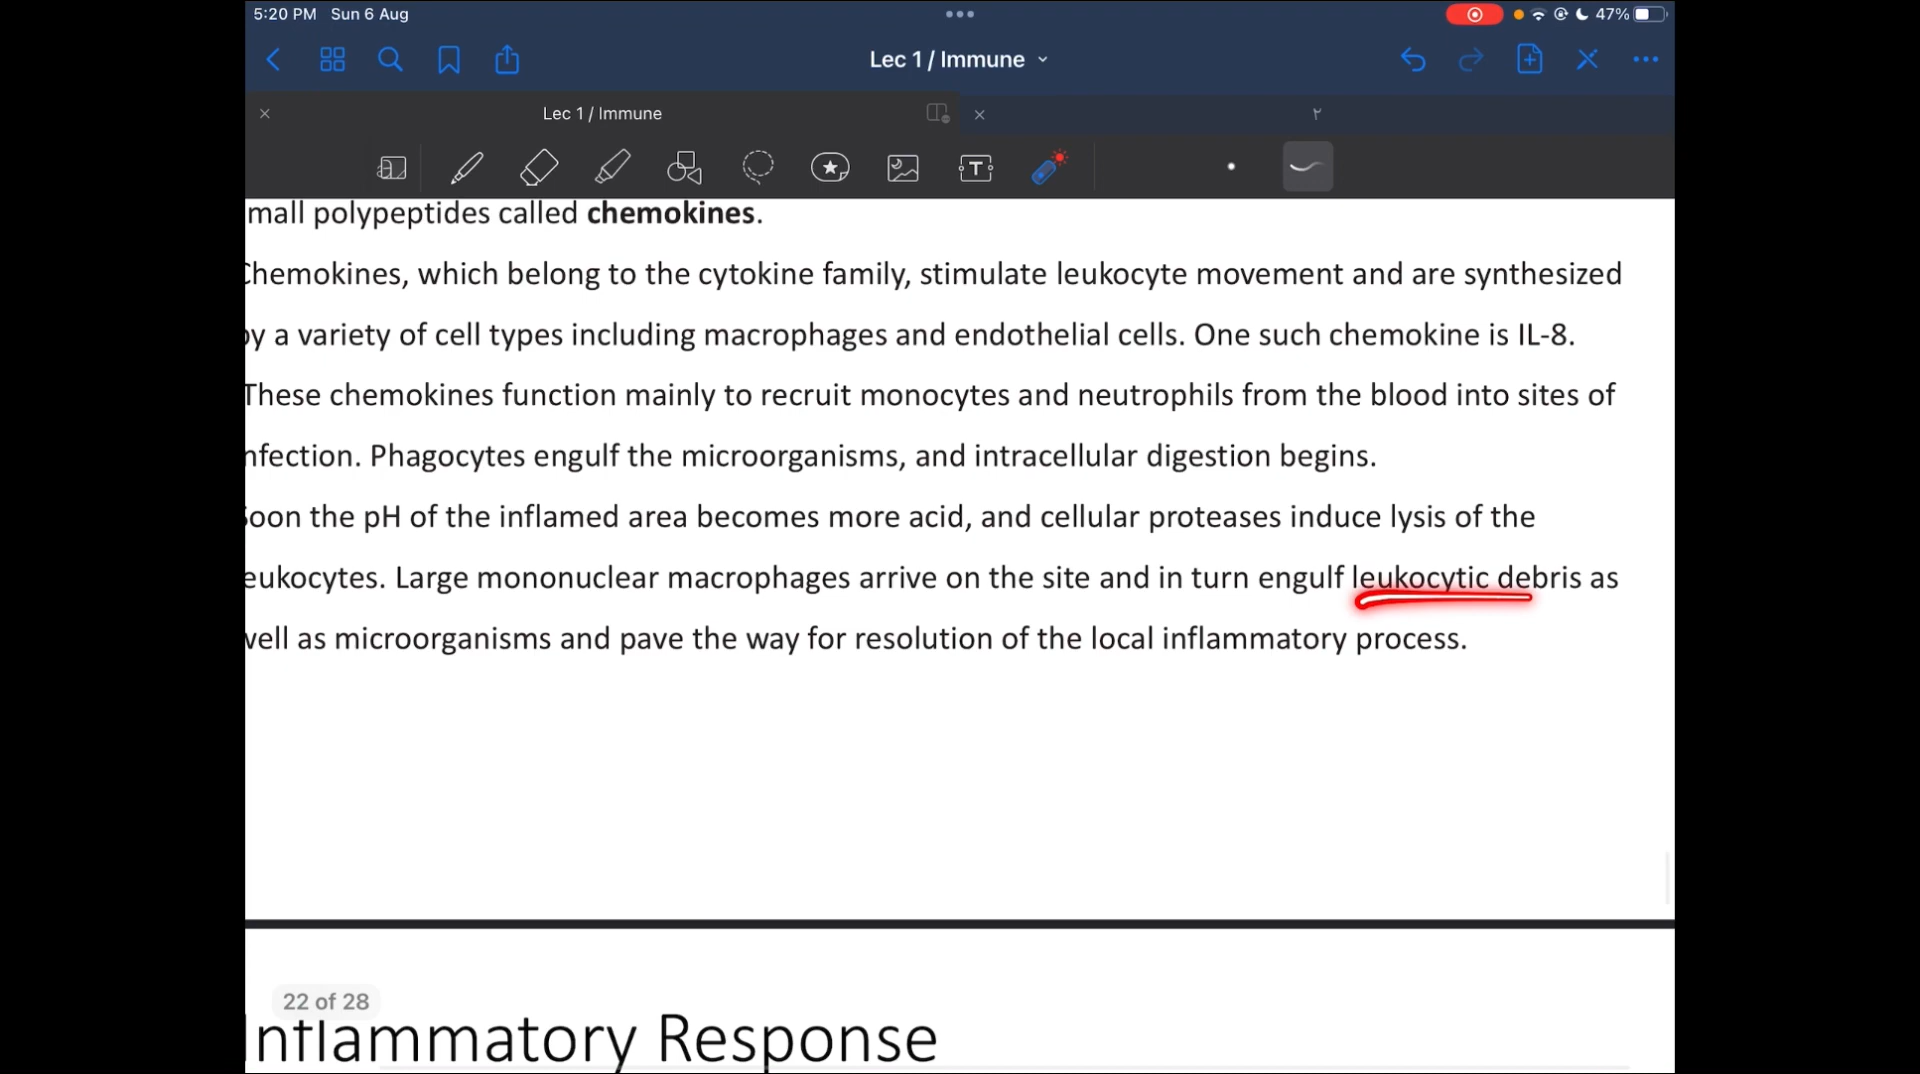 5:20 PM Sun 6 Aug
47%
Lec 1 / Immune
Lec 1 / Immune
٢
mall polypeptides called chemokines.
Chemokines, which belong to the cytokine family, stimulate leukocyte movement and are synthesized
by a variety of cell types including macrophages and endothelial cells. One such chemokine is IL-8.
These chemokines function mainly to recruit monocytes and neutrophils from the blood into sites of
nfection. Phagocytes engulf the microorganisms, and intracellular digestion begins.
Soon the pH of the inflamed area becomes more acid, and cellular proteases induce lysis of the
eukocytes. Large mononuclear macrophages arrive on the site and in turn engulf leukocytic debris as
well as microorganisms and pave the way for resolution of the local inflammatory process.
22 of 28
Inflammatory Response